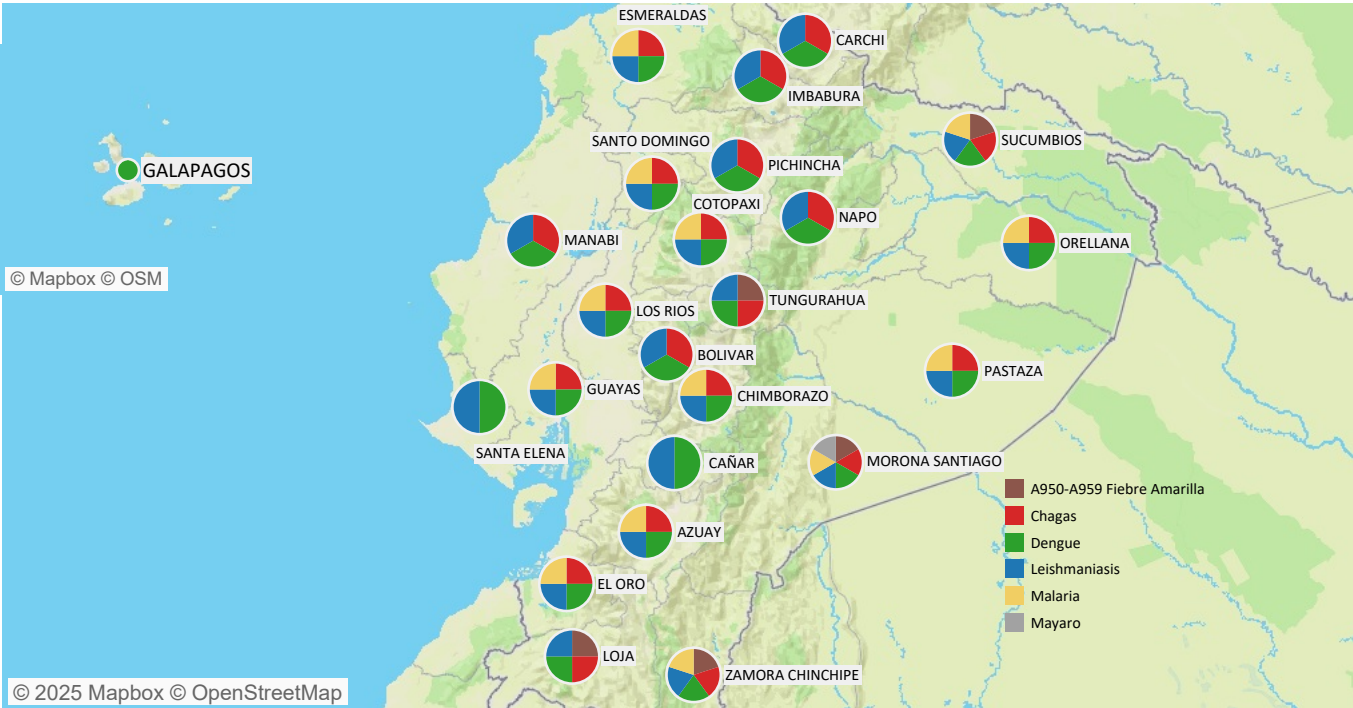 ESMERALDAS
CARCHI
IMBABURA
SANTO DOMINGO
SUCUMBIOS
PICHINCHA
GALAPAGOS
COTOPAXI
NAPO
MANABI
ORELLANA
© Mapbox © OSM
TUNGURAHUA
LOS RIOS
BOLIVAR
PASTAZA
GUAYAS
CHIMBORAZO
SANTA ELENA
CAÑAR
MORONA SANTIAGO
A950-A959 Fiebre Amarilla
Chagas
Dengue
Leishmaniasis
Malaria
Mayaro
AZUAY
EL ORO
LOJA
ZAMORA CHINCHIPE
© 2025 Mapbox © OpenStreetMap